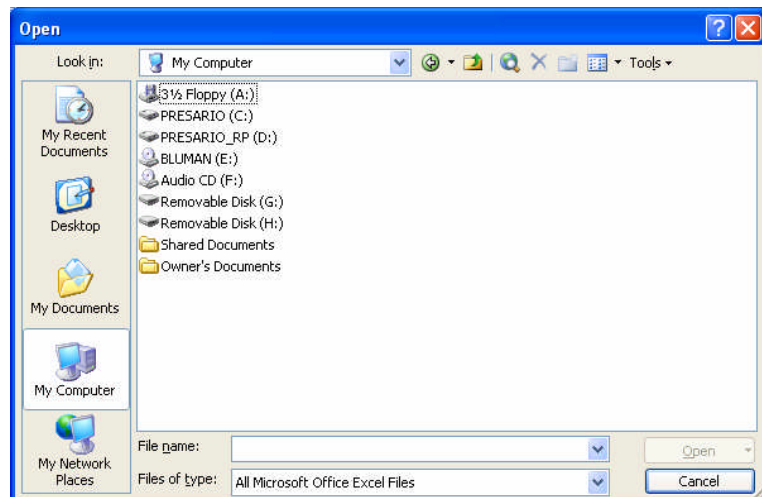 Open
Look in:
My Computer
Tools
My Recent
Documents
Desktop
My Documents
My Computer
My Network
Places
3½ Floppy (A:)
PRESARIO (C:)
PRESARIO_RP (D:)
BLUMAN (E:)
Audio CD (F:)
Removable Disk (G:)
Removable Disk (H:)
Shared Documents
Owner's Documents
File name:
Open
Files of type:
All Microsoft Office Excel Files
Cancel